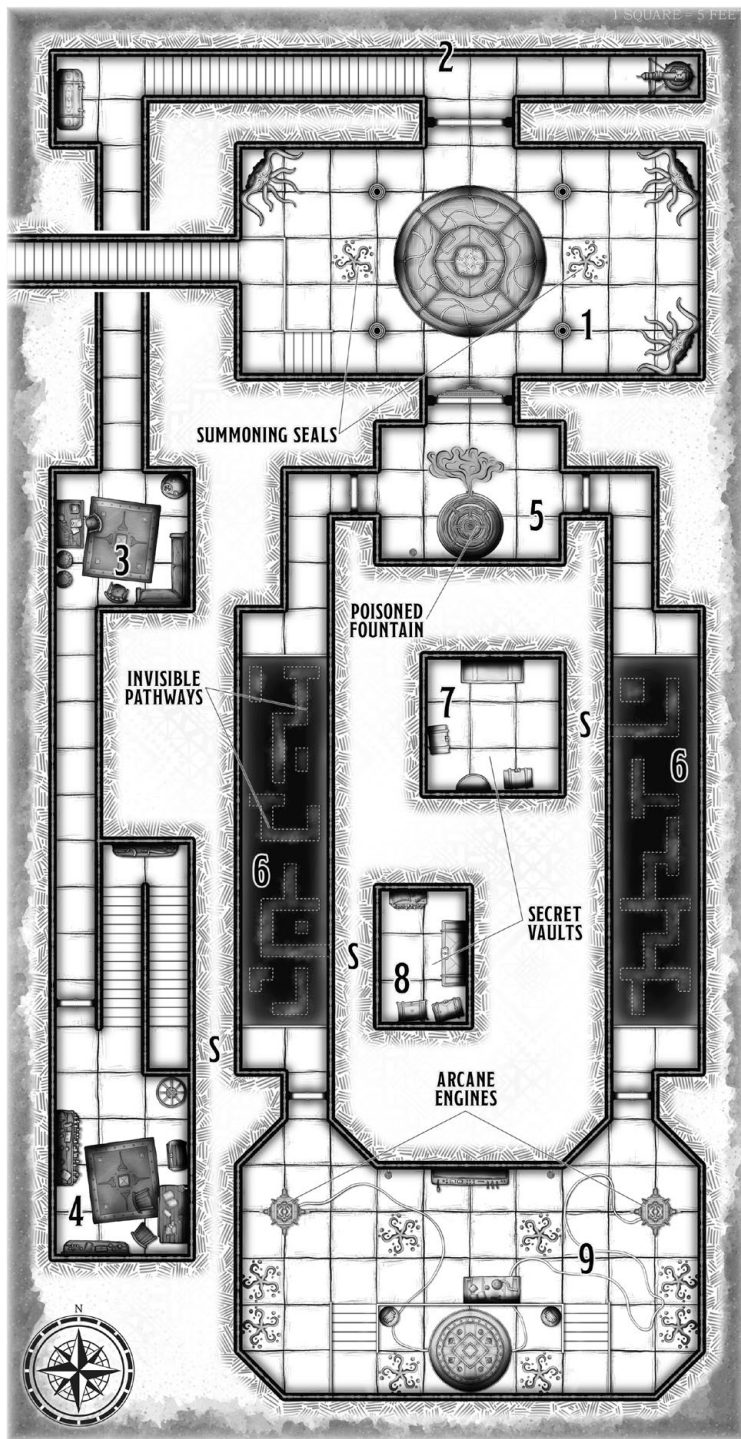 1 SQUARE = 5 FEE
2
1
SUMMONING SEALS
3
5
POISONED
FOUNTAIN
INVISIBLE
PATHWAYS
7
S
6
6
S
8
SECRET
VAULTS
S
ARCANE
ENGINES
4
9
N